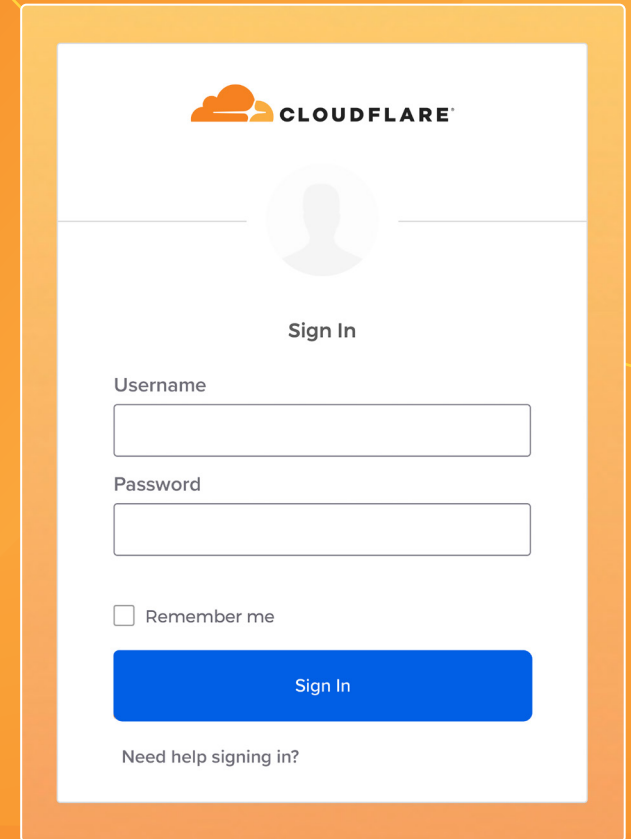 CLOUDFLARE®
Sign In
Username
Password
Remember me
Sign In
Need help signing in?